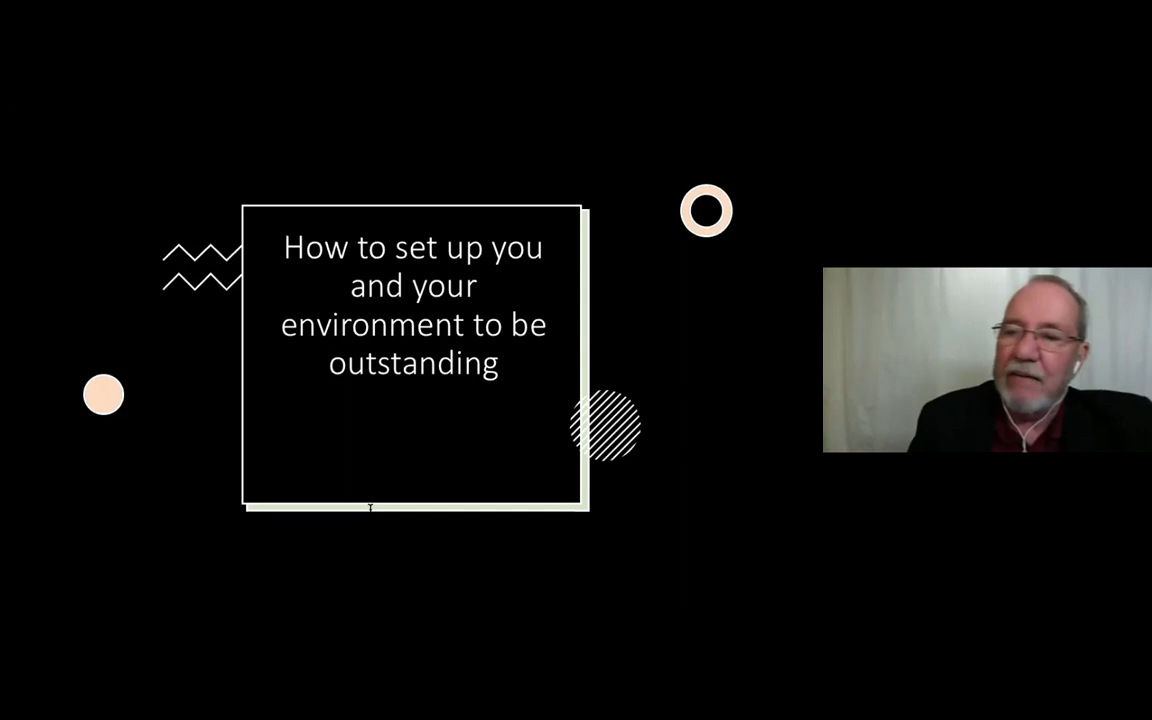 How to set up you
and your
environment to be
outstanding